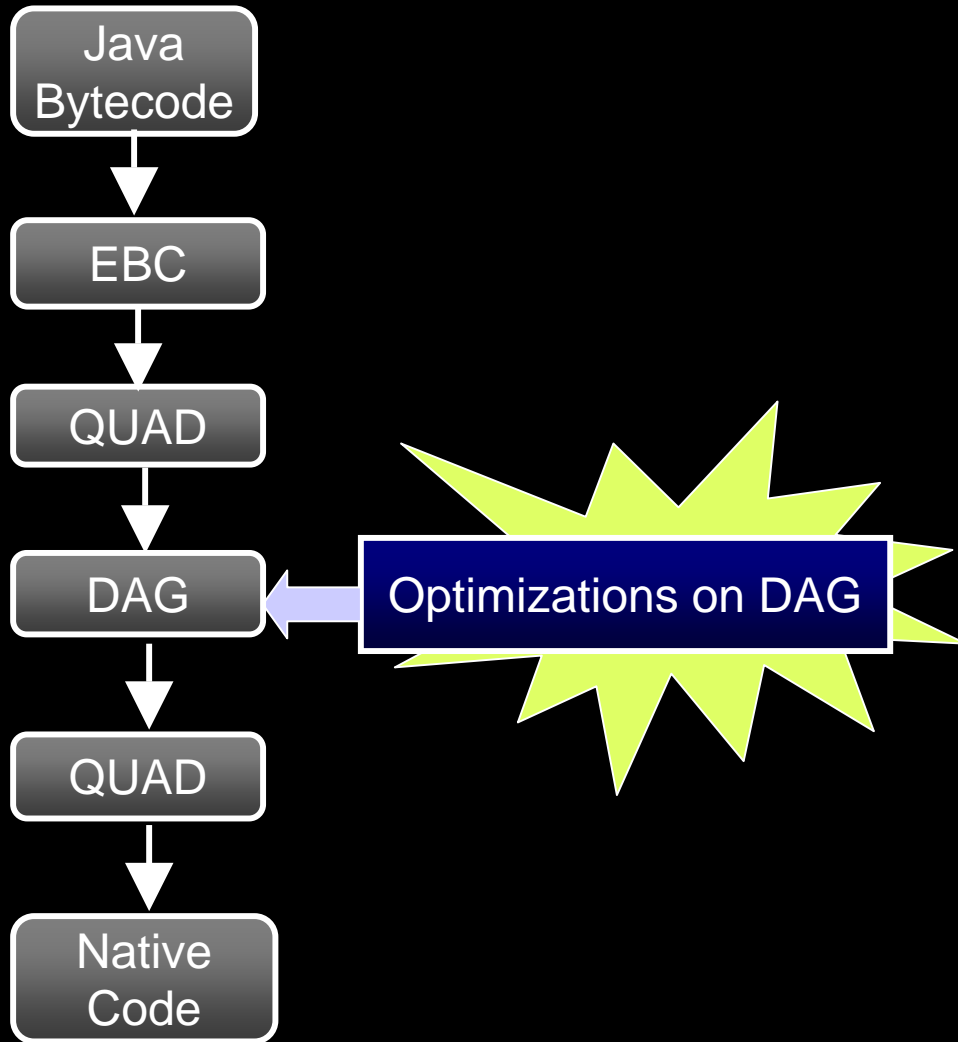 Java
Bytecode
EBC
QUAD
DAG
Optimizations on DAG
QUAD
Native
Code